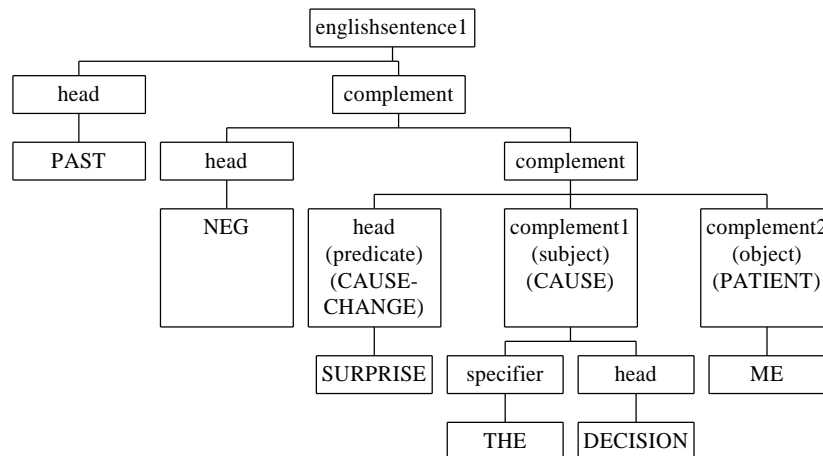 englishsentence1
head
complement
PAST
head
complement
NEG
head
(predicate)
(CAUSE-
CHANGE)
complement1
(subject)
(CAUSE)
complement2
(object)
(PATIENT)
SURPRISE
specifier
head
ME
THE
DECISION